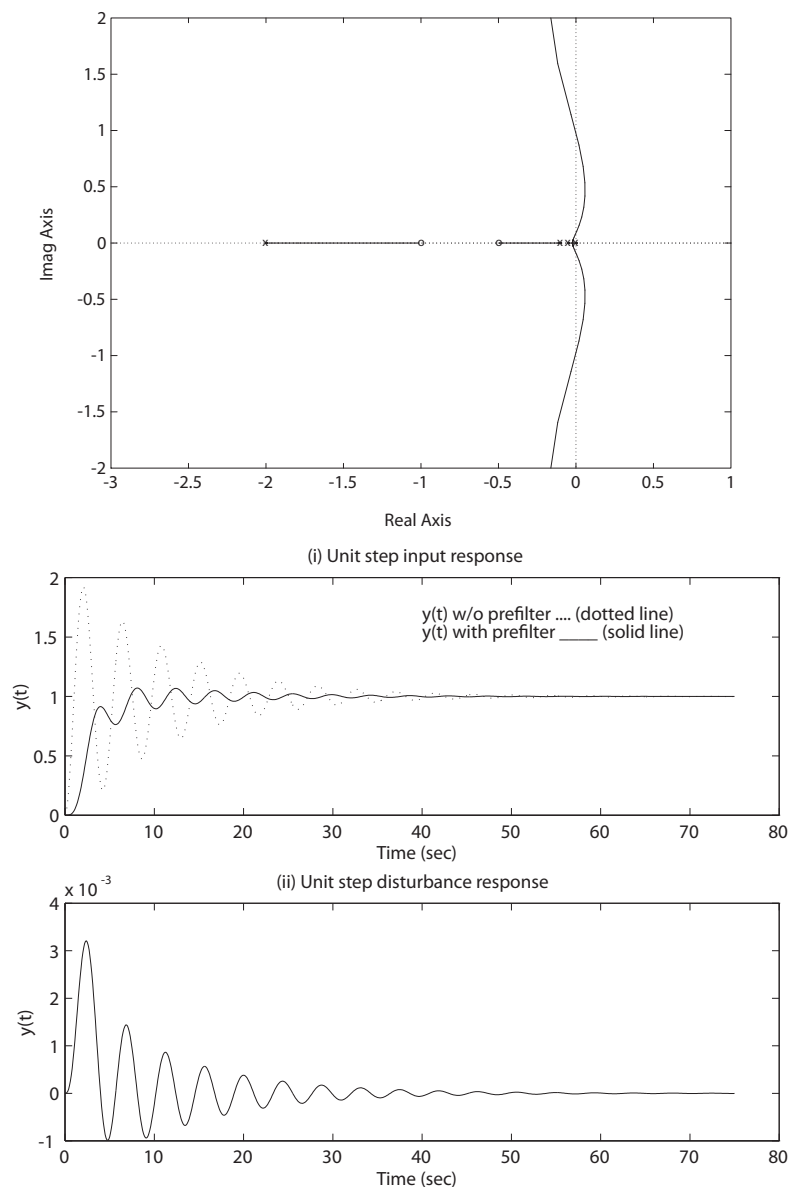 2
1.5
1
0.5
0
-0.5
-1
-1.5
-2
Imag Axis
-3 -2.5 -2 -1.5 -1 -0.5 0 0.5 1
Real Axis
(i) Unit step input response
2
1.5
1
0.5
0
y(t)
y(t) w/o prefilter .... (dotted line)
y(t) with prefilter ____ (solid line)
0 10 20 30 40 50 60 70 80
Time (sec)
x 10 -3
(ii) Unit step disturbance response
4
3
2
1
0
-1
y(t)
0 10 20 30 40 50 60 70 80
Time (sec)